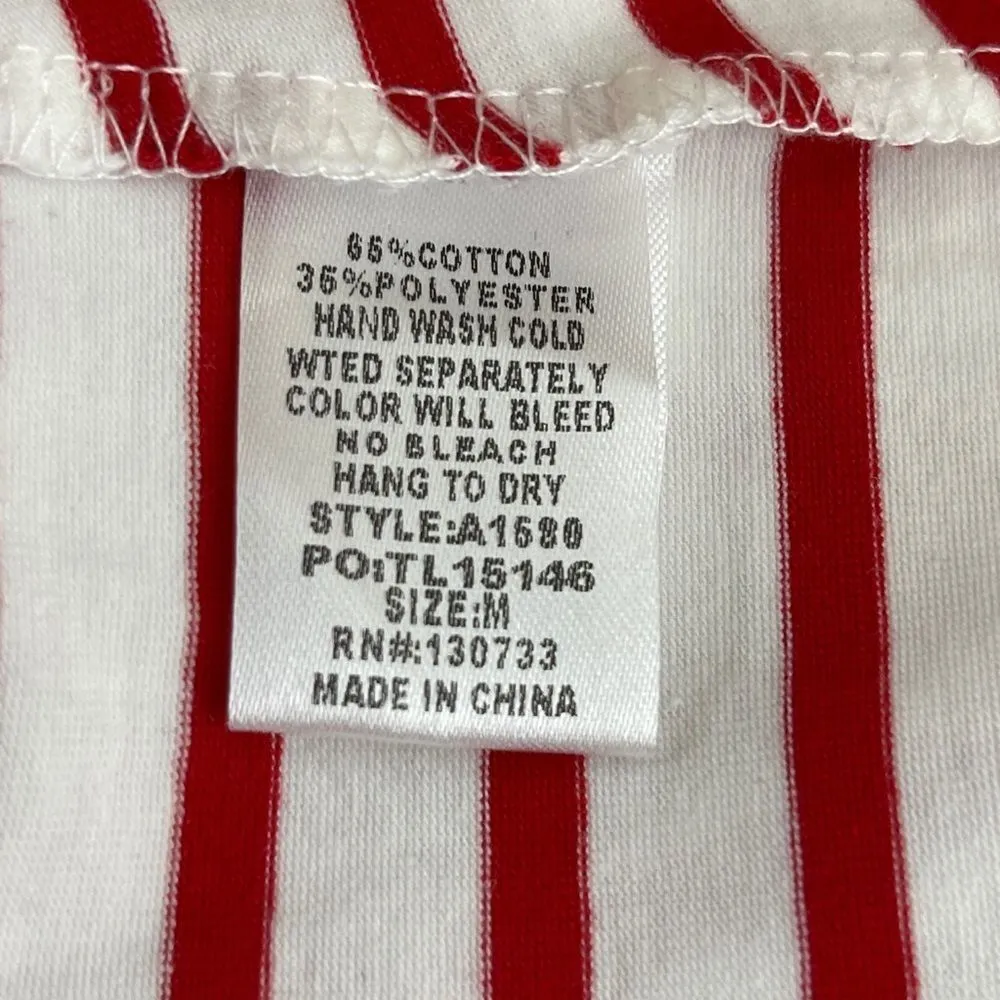 65%COTTON
35%POLYESTER
HAND WASH COLD
WTED SEPARATELY
COLOR WILL BLEED
NO BLEACH
HANG TO DRY
STYLE:A1680
PO:TL15146
SIZE:M
RN#:130733
MADE IN CHINA